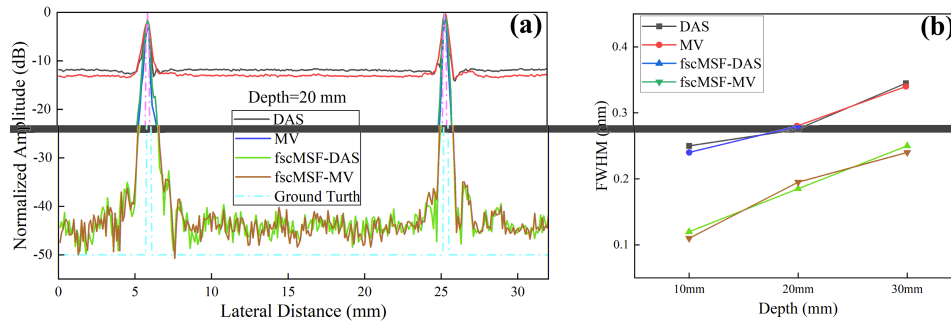 (a)
Normalized Amplitude (dB)
0
-10
-20
-40
-50
Depth=20 mm
DAS
MV
fscMSF-DAS
fscMSF-MV
Ground Turth
0
5
10
15
20
25
30
Lateral Distance (mm)
(b)
DAS
MV
fscMSF-DAS
fscMSF-MV
FWHM (mm)
0.4
0.3
0.2
0.1
10mm
20mm
30mm
Depth(mm)